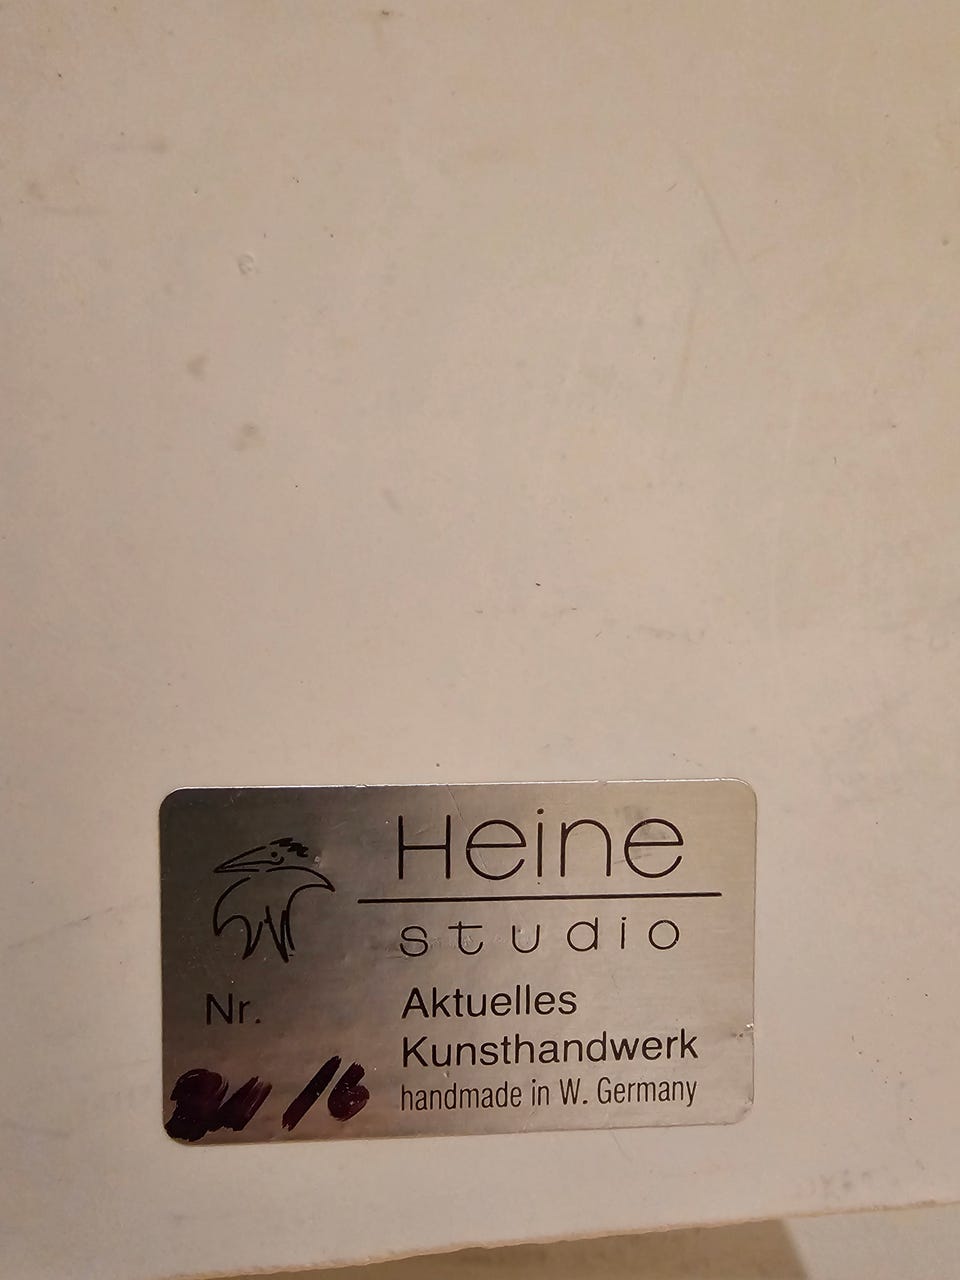 Heine
studio
Nr.
Aktuelles
Kunsthandwerk
handmade in W. Germany